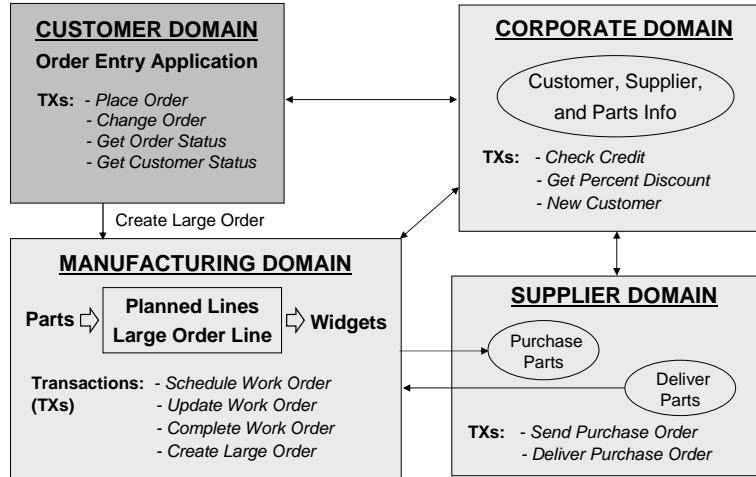 CUSTOMER DOMAIN
Order Entry Application
TXs: - Place Order
- Change Order
- Get Order Status
- Get Customer Status
CORPORATE DOMAIN
Customer, Supplier,
and Parts Info
TXs: - Check Credit
- Get Percent Discount
- New Customer
Create Large Order
MANUFACTURING DOMAIN
Parts
Planned Lines
Large Order Line
Widgets
Transactions: - Schedule Work Order
(TXs) - Update Work Order
- Complete Work Order
- Create Large Order
SUPPLIER DOMAIN
Purchase
Parts
Deliver
Parts
TXs: - Send Purchase Order
- Deliver Purchase Order